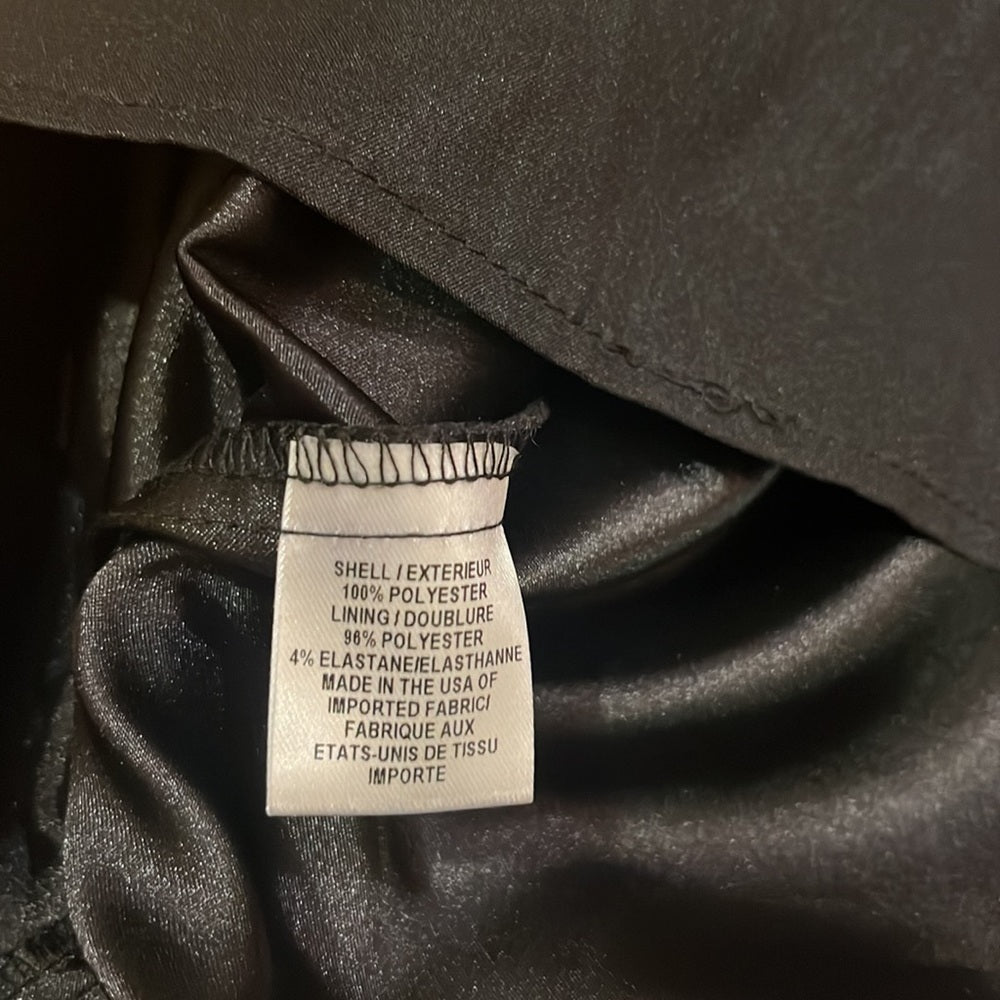 SHELL / EXTERIEUR
100% POLYESTER
LINING / DOUBLURE
96% POLYESTER
4% ELASTANE/ELASTHANNE
MADE IN THE USA OF
IMPORTED FABRIC/
FABRIQUE AUX
ETATS-UNIS DE TISSU
IMPORTE